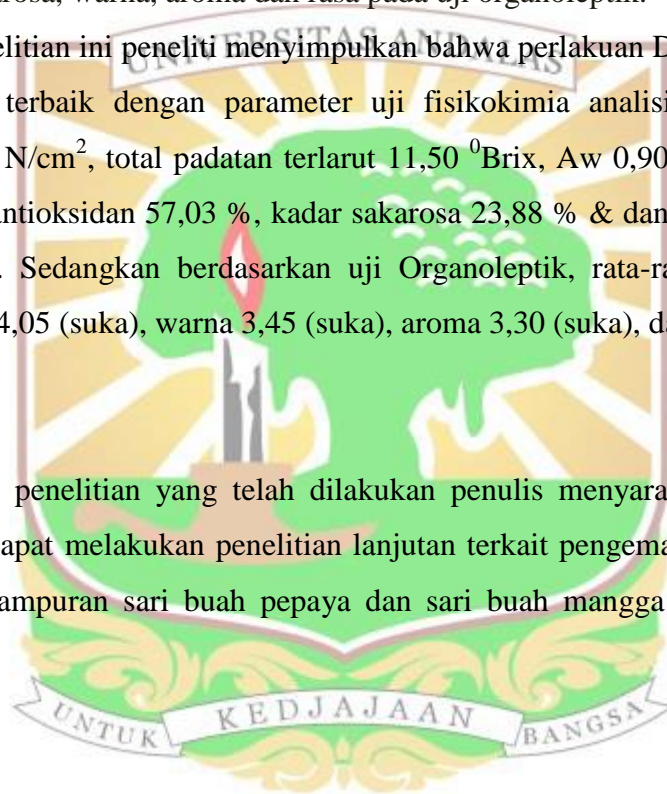 rosa, warna, aroma dan rasa pada uji organoleptik.
elitian ini peneliti menyimpulkan bahwa perlakuan D
UNIVERSITAS ANDALAS
terbaik dengan parameter uji fisikokimia analisi
N/cm², total padatan terlarut 11,50 ⁰Brix, Aw 0,90
antioksidan 57,03 %, kadar sakarosa 23,88 % & dan
. Sedangkan berdasarkan uji Organoleptik, rata-ra
4,05 (suka), warna 3,45 (suka), aroma 3,30 (suka), da
penelitian yang telah dilakukan penulis menyara
apat melakukan penelitian lanjutan terkait pengema
ampuran sari buah pepaya dan sari buah mangga
UNTUK KEDJAJAAN BANGSA